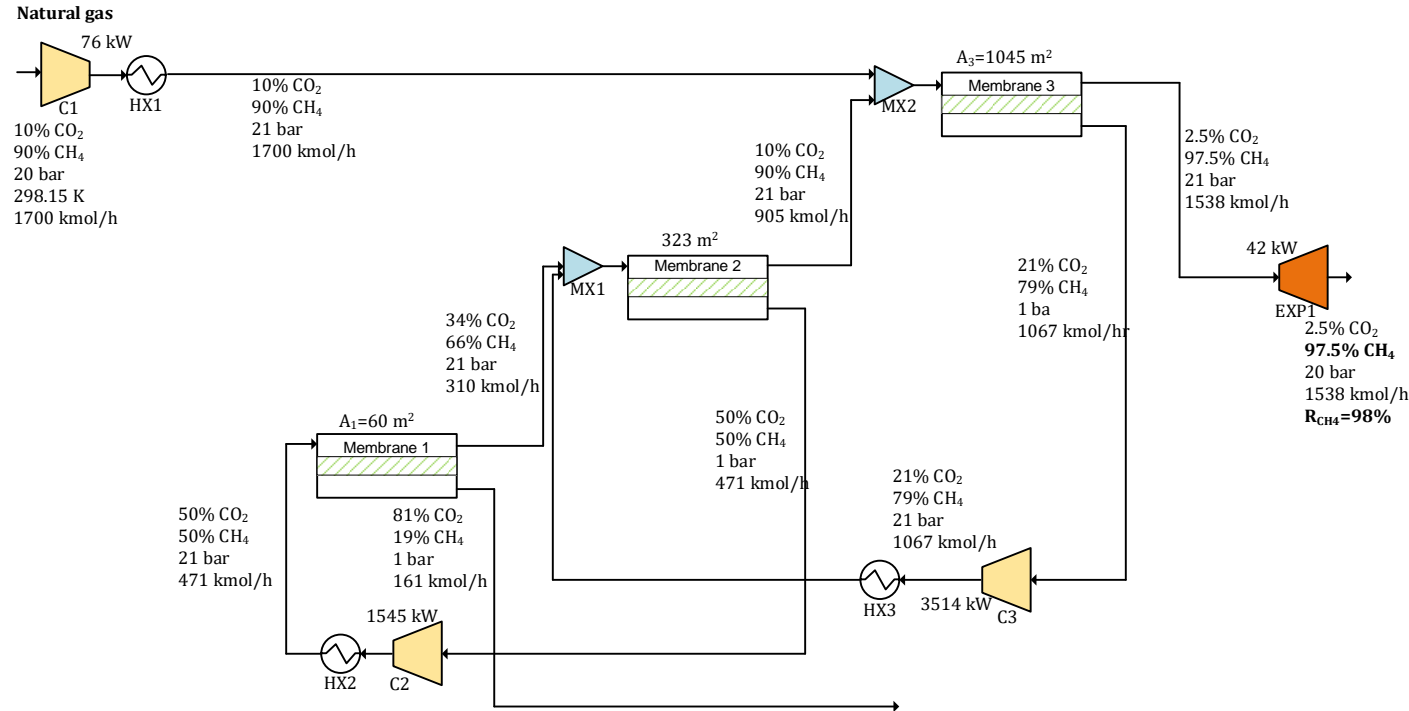 Natural gas
76 kW
C1
HX1
10% CO₂
90% CH₄
20 bar
298.15 K
1700 kmol/h
10% CO₂
90% CH₄
21 bar
1700 kmol/h
MX2
A₃=1045 m²
Membrane 3
10% CO₂
90% CH₄
21 bar
905 kmol/h
2.5% CO₂
97.5% CH₄
21 bar
1538 kmol/h
323 m²
Membrane 2
MX1
42 kW
EXP1
2.5% CO₂
97.5% CH₄
20 bar
1538 kmol/h
R_CH4=98%
21% CO₂
79% CH₄
1 ba
1067 kmol/hr
34% CO₂
66% CH₄
21 bar
310 kmol/h
A₁=60 m²
Membrane 1
50% CO₂
50% CH₄
1 bar
471 kmol/h
21% CO₂
79% CH₄
21 bar
1067 kmol/h
50% CO₂
50% CH₄
21 bar
471 kmol/h
81% CO₂
19% CH₄
1 bar
161 kmol/h
HX3
3514 kW
C3
1545 kW
HX2
C2